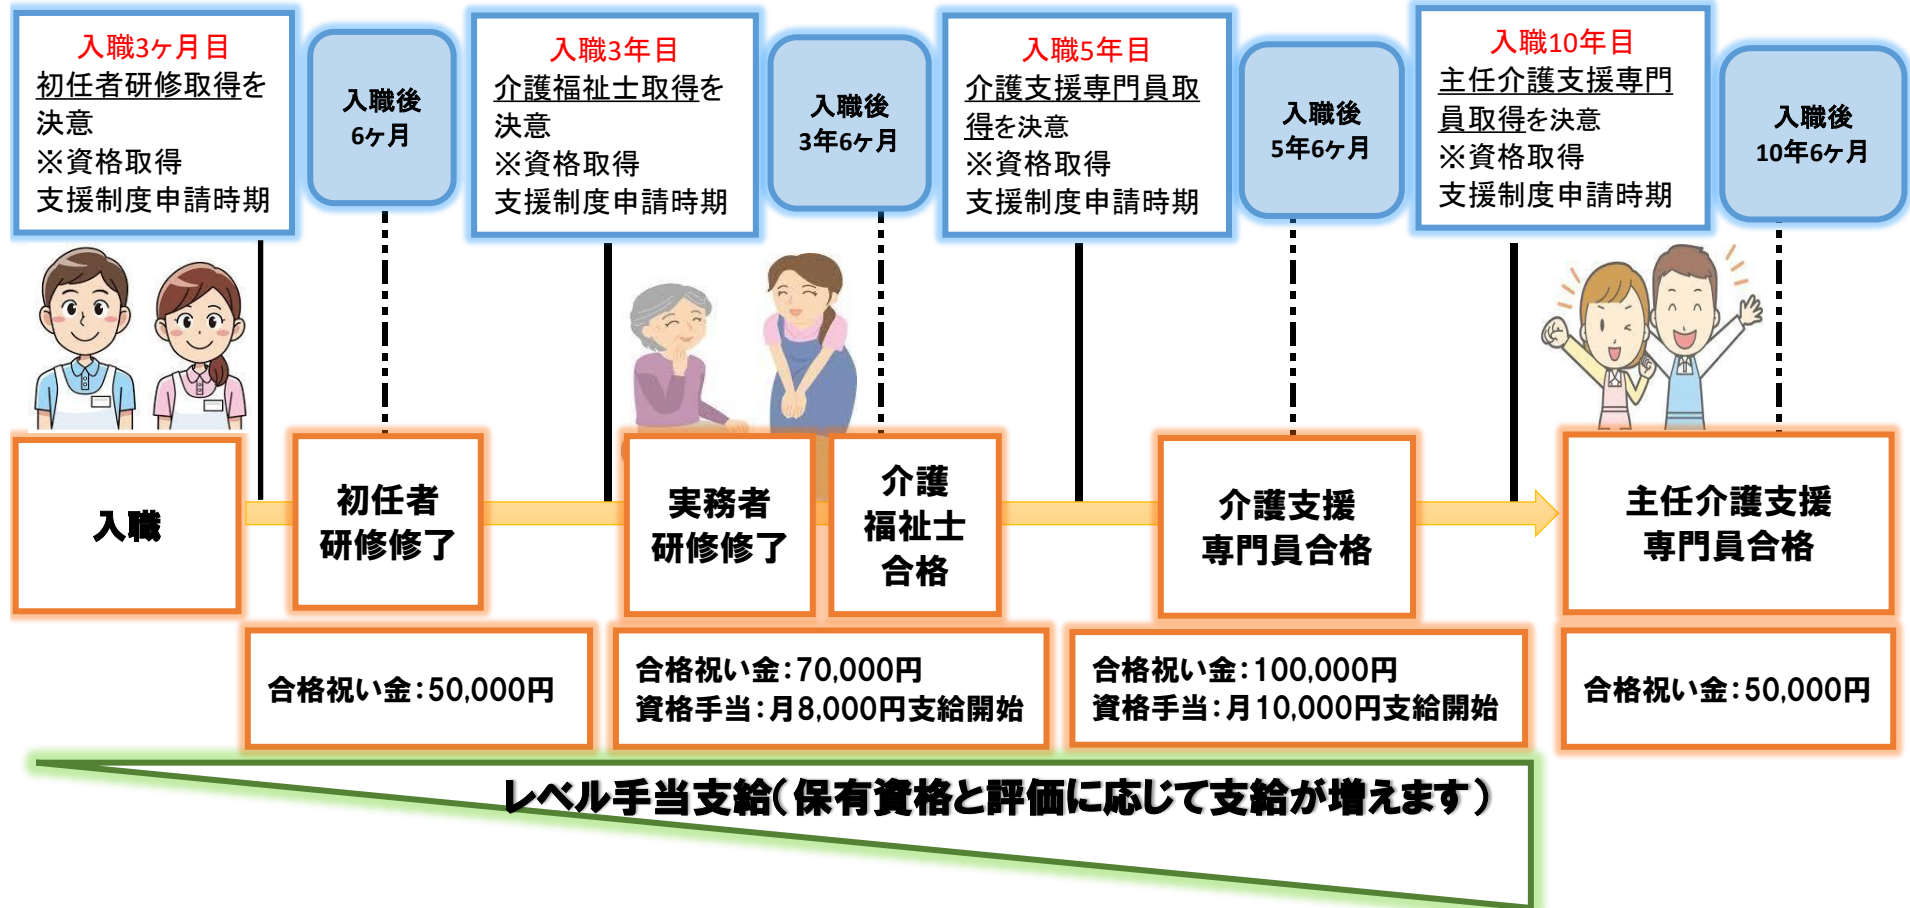 入職3ヶ月目
初任者研修取得を
決意
※資格取得
支援制度申請時期
入職後
6ヶ月
入職3年目
介護福祉士取得を
決意
※資格取得
支援制度申請時期
入職後
3年6ヶ月
入職5年目
介護支援専門員取
得を決意
※資格取得
支援制度申請時期
入職後
5年6ヶ月
入職10年目
主任介護支援専門
員取得を決意
※資格取得
支援制度申請時期
入職後
10年6ヶ月
入職
初任者
研修修了
実務者
研修修了
介護
福祉士
合格
介護支援
専門員合格
主任介護支援
専門員合格
合格祝い金：50,000円
合格祝い金：70,000円
資格手当：月8,000円支給開始
合格祝い金：100,000円
資格手当：月10,000円支給開始
合格祝い金：50,000円
レベル手当支給（保有資格と評価に応じて支給が増えます）